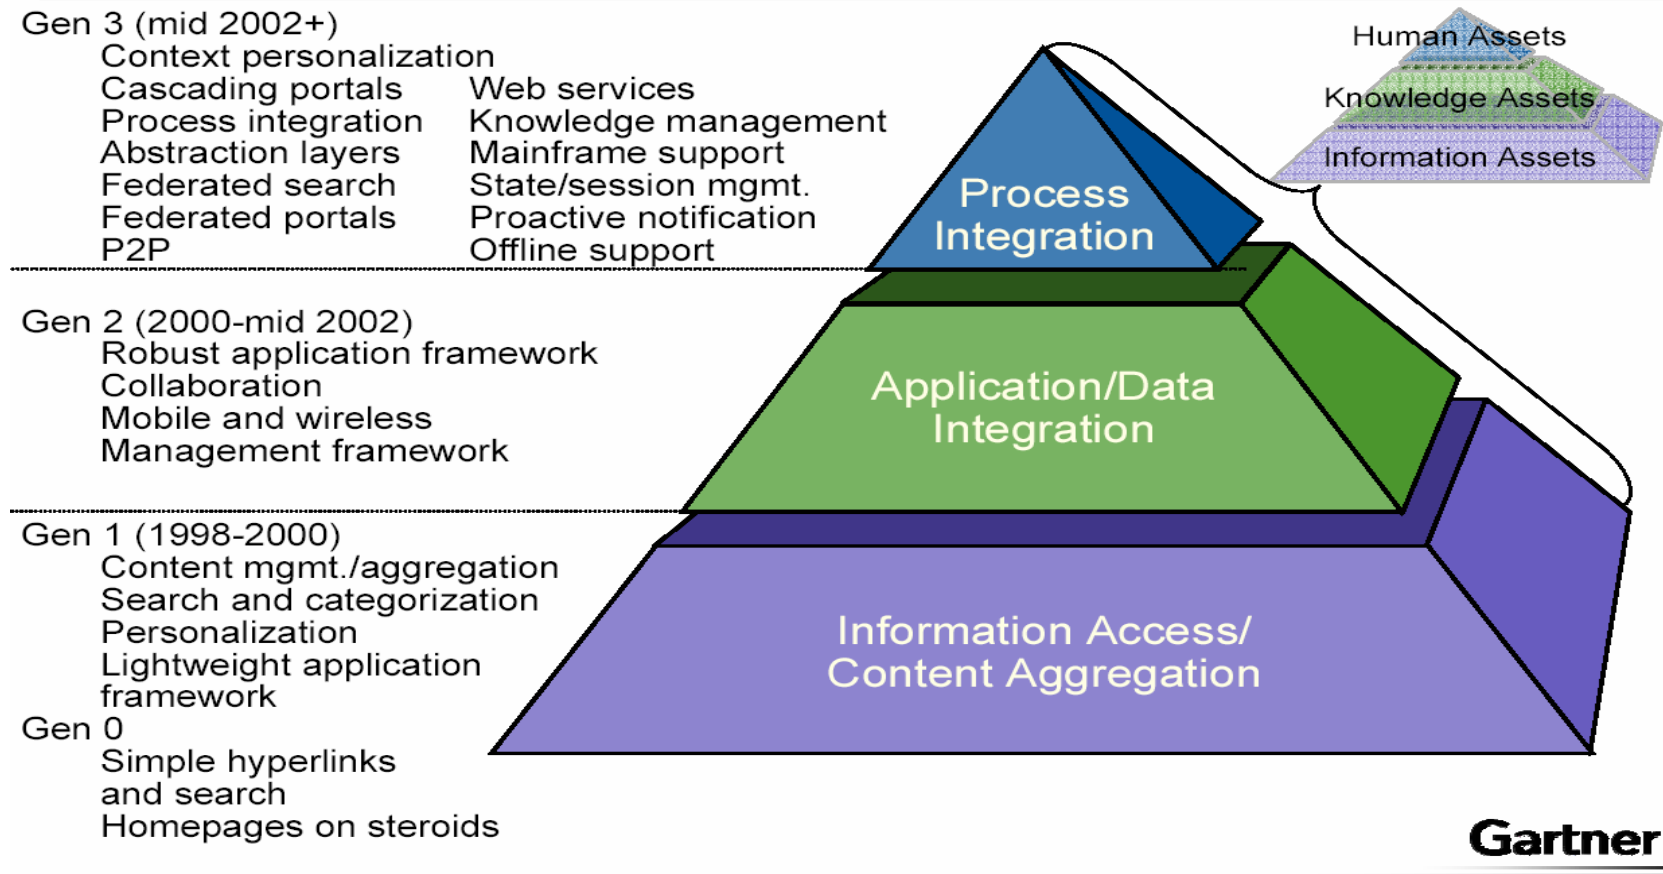 Gen 3 (mid 2002+)
Context personalization
Cascading portals Web services
Process integration Knowledge management
Abstraction layers Mainframe support
Federated search State/session mgmt.
Federated portals Proactive notification
P2P Offline support
Gen 2 (2000-mid 2002)
Robust application framework
Collaboration
Mobile and wireless
Management framework
Gen 1 (1998-2000)
Content mgmt./aggregation
Search and categorization
Personalization
Lightweight application
framework
Gen 0
Simple hyperlinks
and search
Homepages on steroids
Process
Integration
Application/Data
Integration
Information Access/
Content Aggregation
Human Assets
Knowledge Assets
Information Assets
Gartner